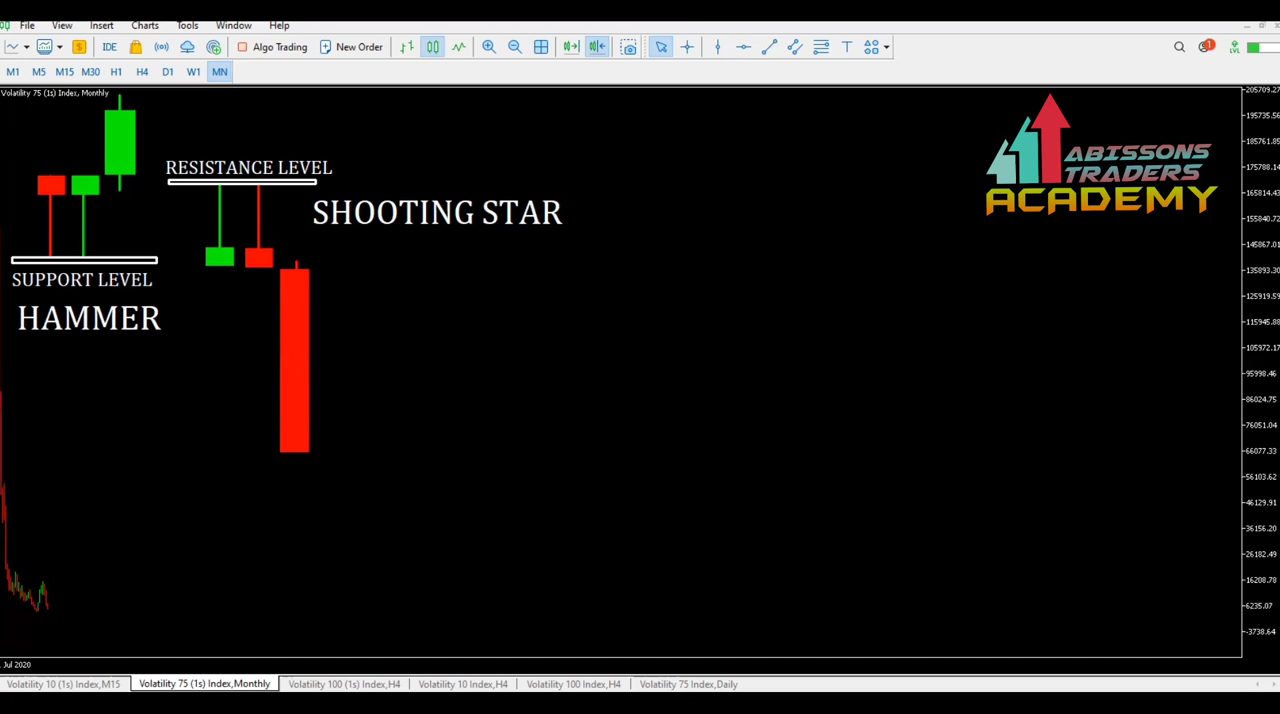 File View Insert Charts Tools Window Help
IDE Algo Trading New Order 1 LVL
M1 M5 M15 M30 H1 H4 D1 W1 MN
Volatility 75 (1s) Index, Monthly
RESISTANCE LEVEL
SHOOTING STAR
SUPPORT LEVEL
HAMMER
ABISSONS
TRADERS
ACADEMY
205709.27
195735.56
185761.85
175788.14
165814.43
155840.72
145867.01
135893.30
125919.59
115945.88
105972.17
95998.46
86024.75
76051.04
66077.33
56103.62
46129.91
36156.20
26182.49
16208.78
6235.07
-3738.64
Jul 2020
Volatility 10 (1s) Index,M15 Volatility 75 (1s) Index,Monthly Volatility 100 (1s) Index,H4 Volatility 10 Index,H4 Volatility 100 Index,H4 Volatility 75 Index,Daily